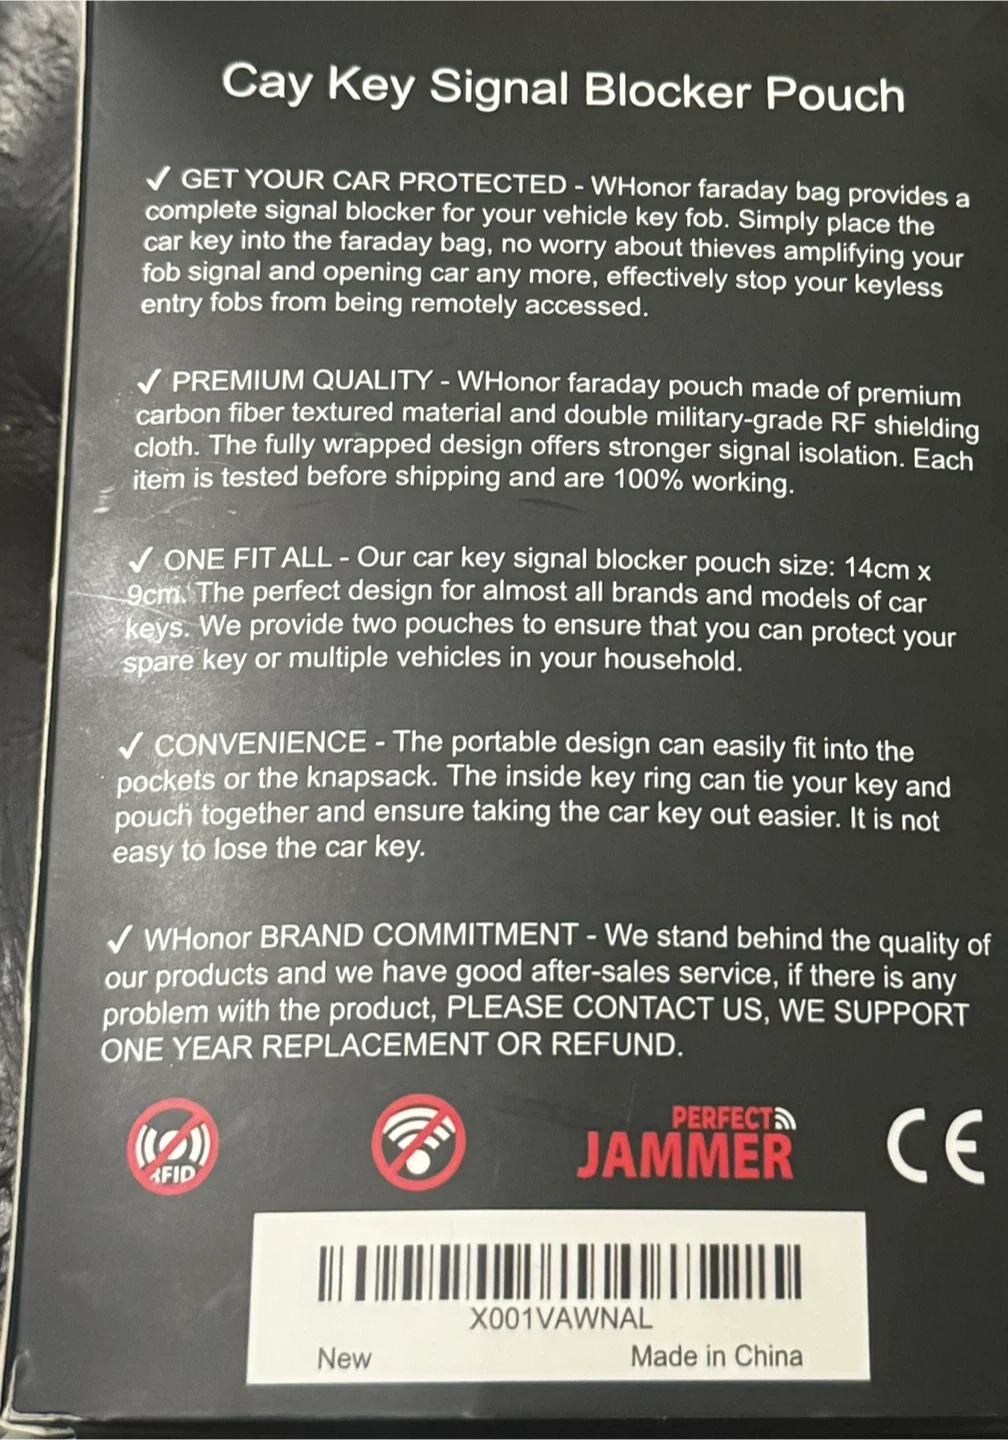 Cay Key Signal Blocker Pouch
✓ GET YOUR CAR PROTECTED - WHonor faraday bag provides a
complete signal blocker for your vehicle key fob. Simply place the
car key into the faraday bag, no worry about thieves amplifying your
fob signal and opening car any more, effectively stop your keyless
entry fobs from being remotely accessed.
✓ PREMIUM QUALITY - WHonor faraday pouch made of premium
carbon fiber textured material and double military-grade RF shielding
cloth. The fully wrapped design offers stronger signal isolation. Each
item is tested before shipping and are 100% working.
✓ ONE FIT ALL - Our car key signal blocker pouch size: 14cm x
9cm. The perfect design for almost all brands and models of car
keys. We provide two pouches to ensure that you can protect your
spare key or multiple vehicles in your household.
✓ CONVENIENCE - The portable design can easily fit into the
pockets or the knapsack. The inside key ring can tie your key and
pouch together and ensure taking the car key out easier. It is not
easy to lose the car key.
✓ WHonor BRAND COMMITMENT - We stand behind the quality of
our products and we have good after-sales service, if there is any
problem with the product, PLEASE CONTACT US, WE SUPPORT
ONE YEAR REPLACEMENT OR REFUND.
RFID
PERFECT
JAMMER
CE
X001VAWNAL
New Made in China